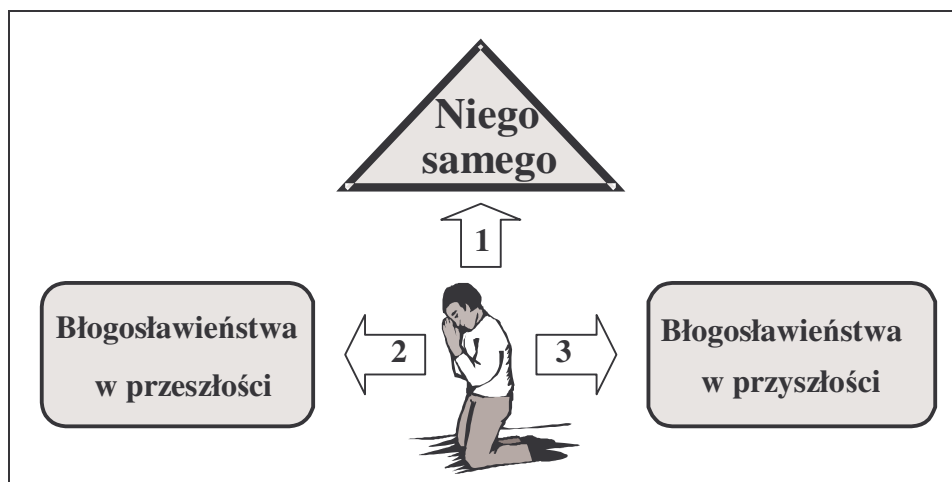 Niego
samego
1
Błogosławieństwa
w przeszłości
2
3
Błogosławieństwa
w przyszłości